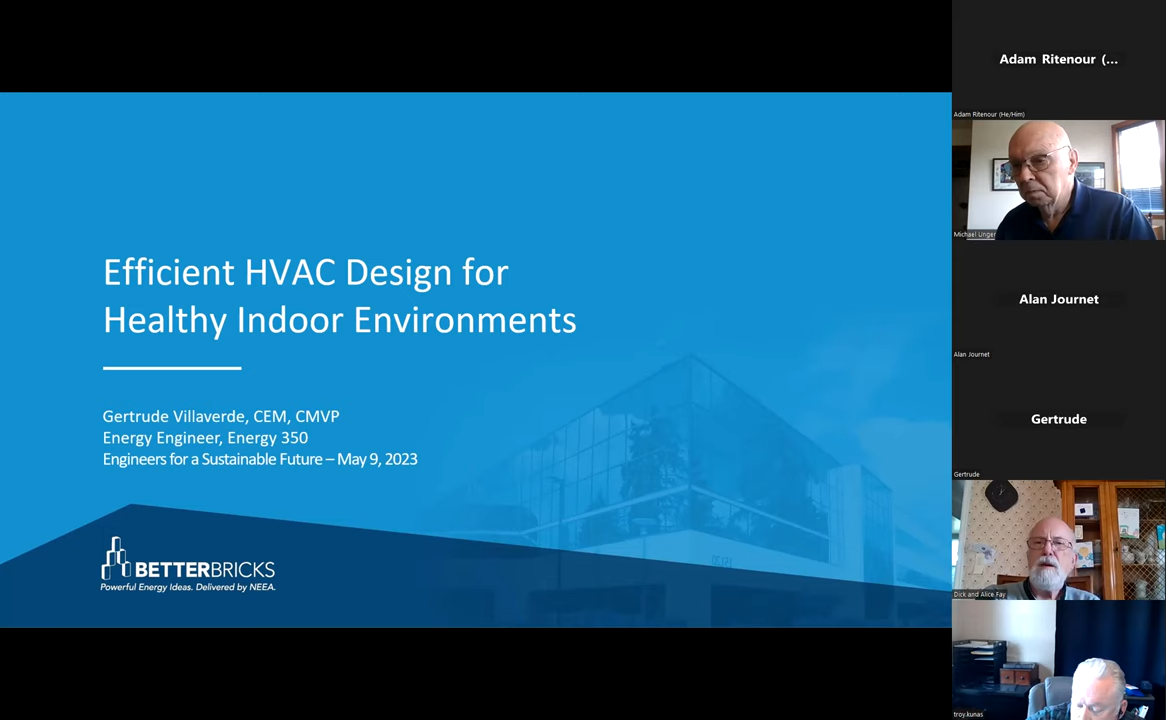 Efficient HVAC Design for
Healthy Indoor Environments
Gertrude Villaverde, CEM, CMVP
Energy Engineer, Energy 350
Engineers for a Sustainable Future – May 9, 2023
BETTERBRICKS
Powerful Energy Ideas. Delivered by NEEA.
Adam Ritenour (...
Adam Ritenour (He/Him)
Michael Unger
Alan Journet
Alan Journet
Gertrude
Gertrude
Dick and Alice Fay
troy.kunas